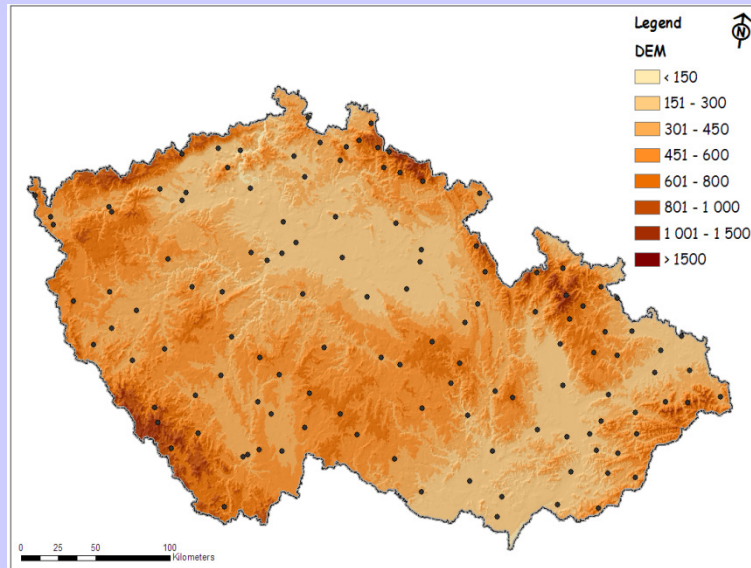 Legend
N
DEM
< 150
151 - 300
301 - 450
451 - 600
601 - 800
801 - 1 000
1 001 - 1 500
> 1500
0 25 50 100
Kilometers